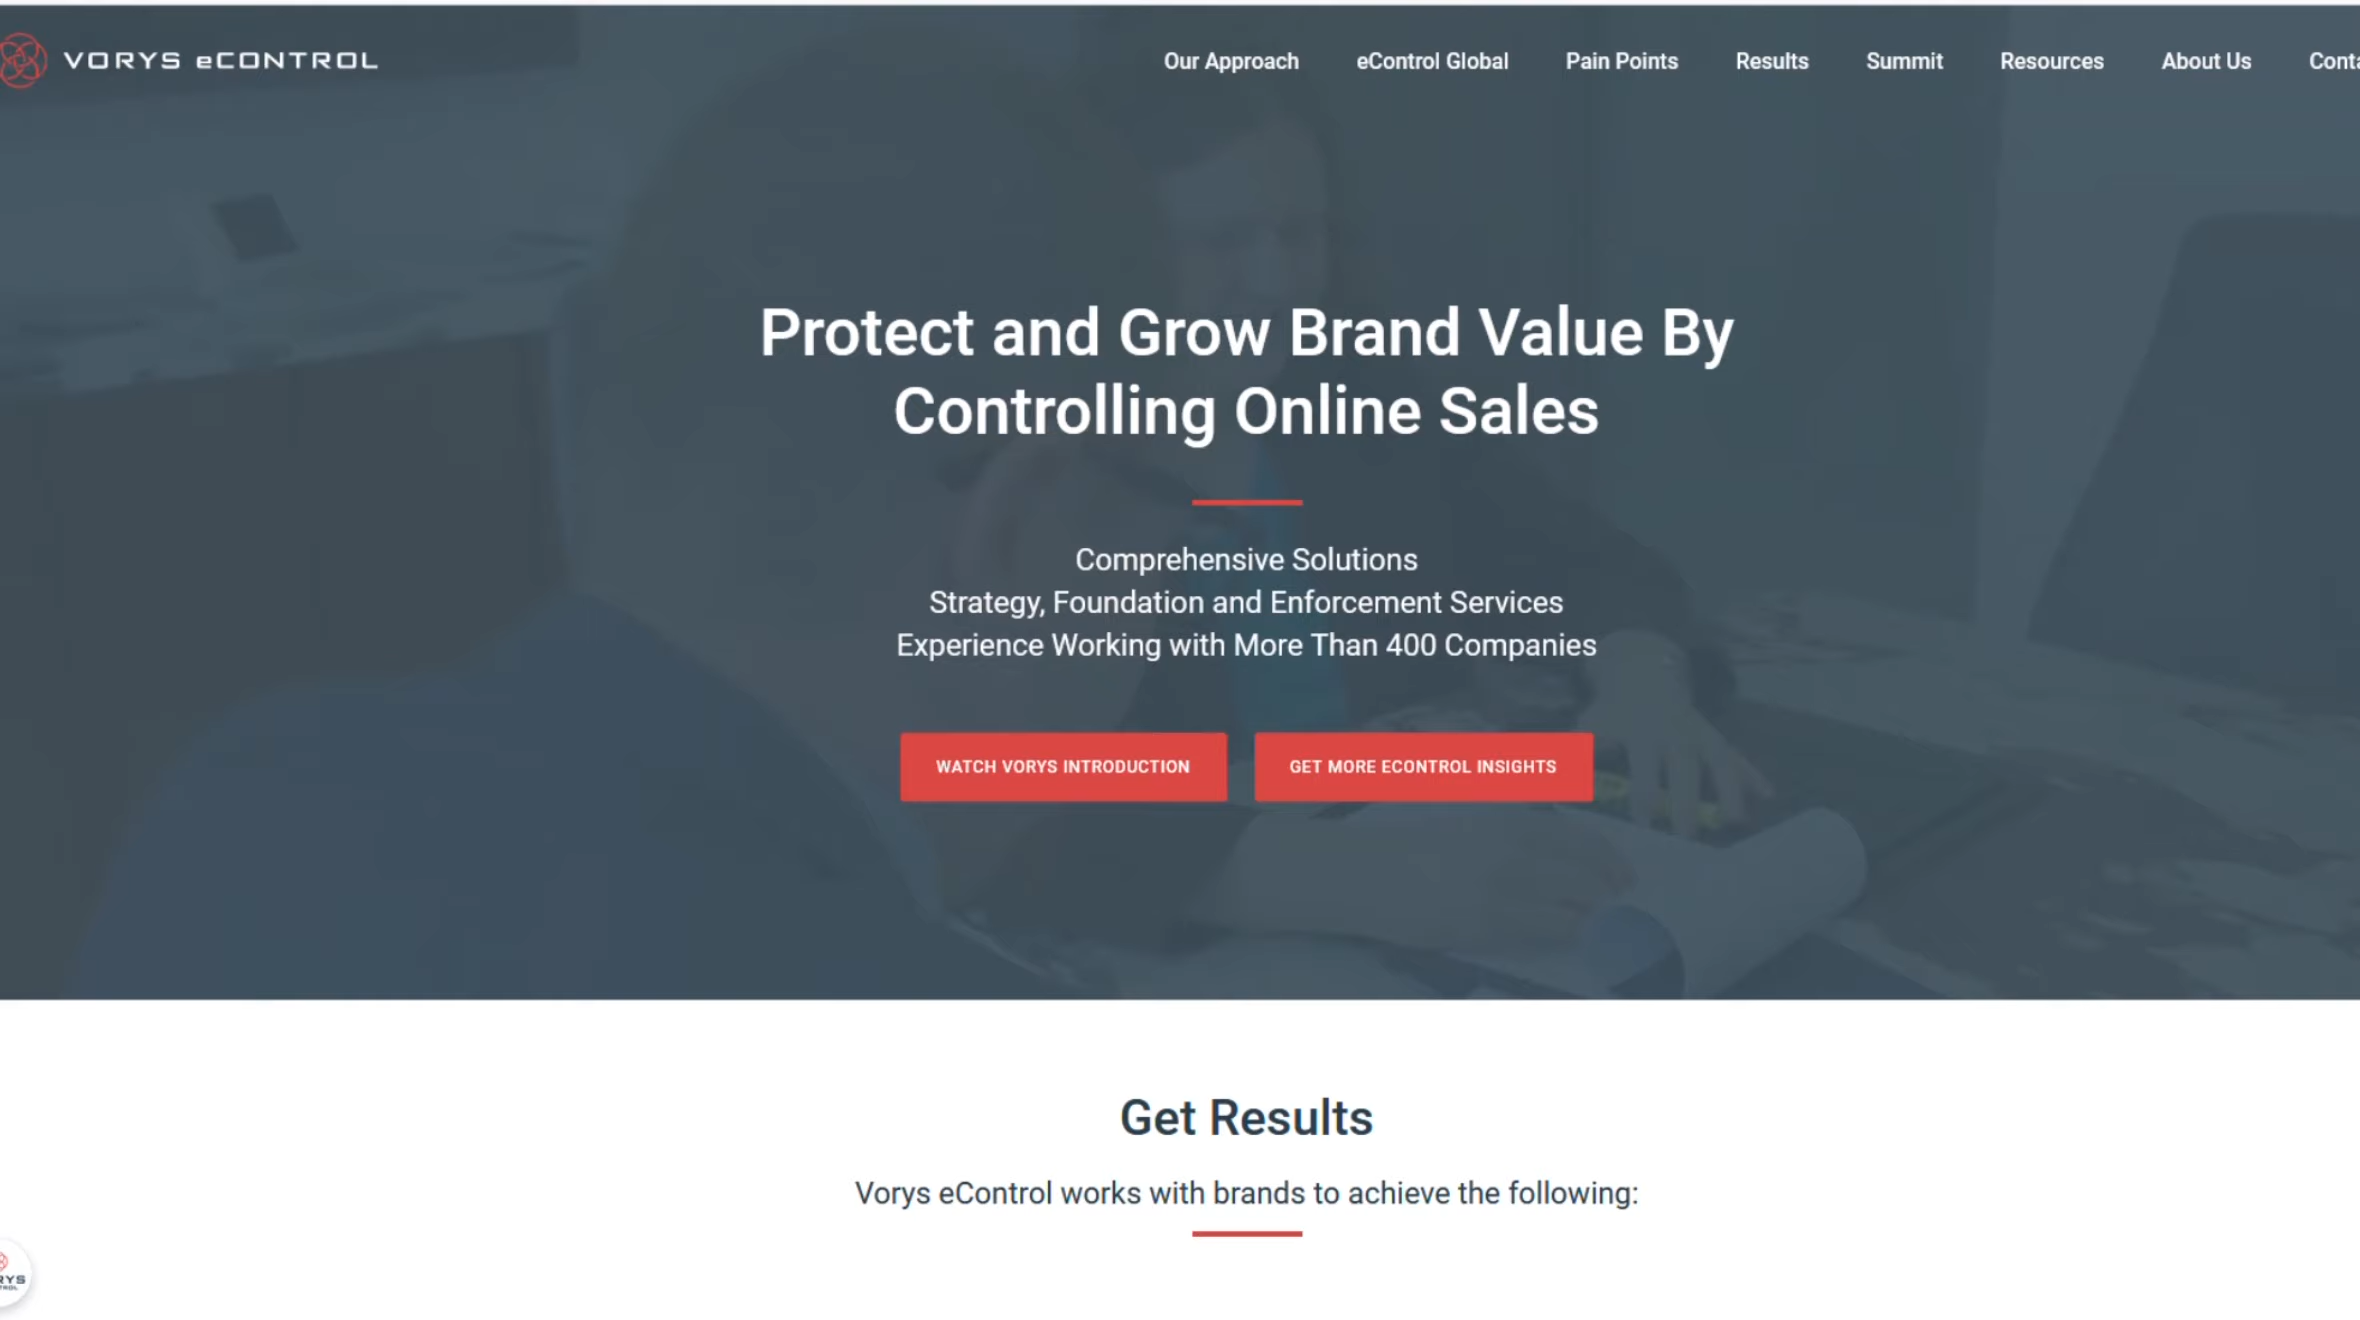 VORYS eCONTROL
Our Approach
eControl Global
Pain Points
Results
Summit
Resources
About Us
Conta
Protect and Grow Brand Value By
Controlling Online Sales
Comprehensive Solutions
Strategy, Foundation and Enforcement Services
Experience Working with More Than 400 Companies
WATCH VORYS INTRODUCTION
GET MORE ECONTROL INSIGHTS
Get Results
Vorys eControl works with brands to achieve the following:
RYS